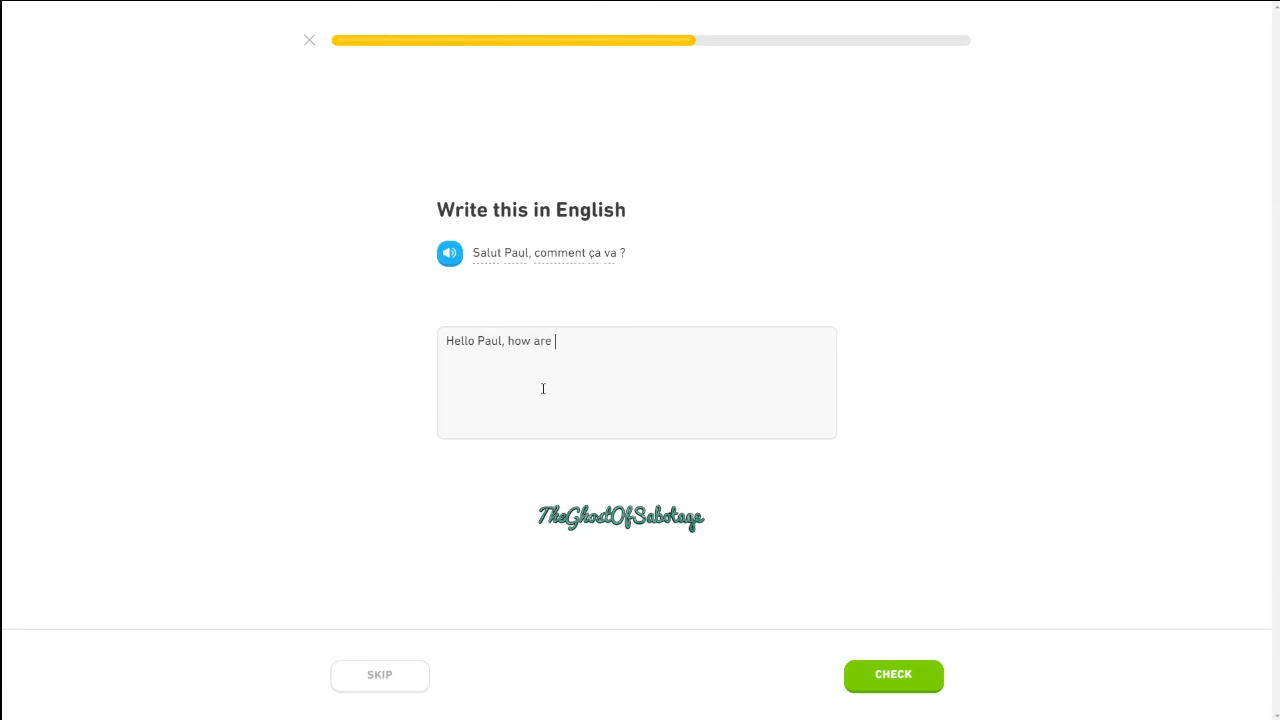 Write this in English
Salut Paul, comment ça va ?
Hello Paul, how are
TheGhostOfSabotage
SKIP
CHECK